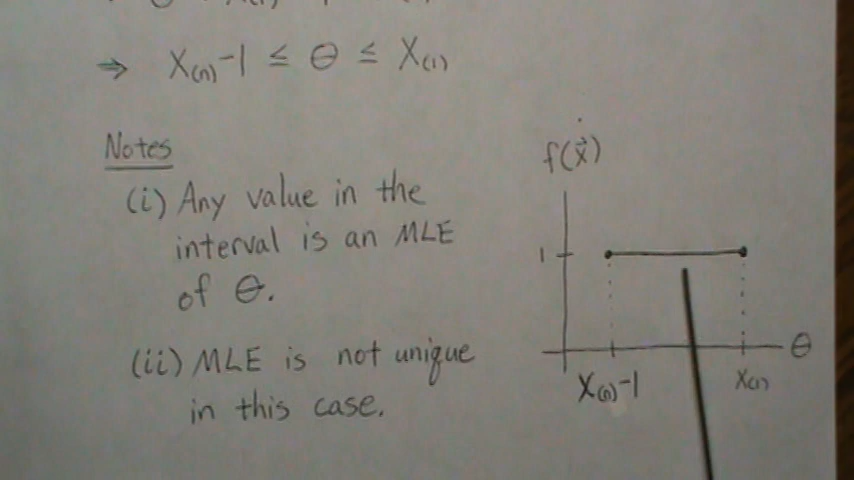 ⇒ X(n)-1 ≤ θ ≤ X(1)
Notes
(i) Any value in the
interval is an MLE
of θ.
(ii) MLE is not unique
in this case.
f(x⃗)
1
θ
X(n)-1
X(1)